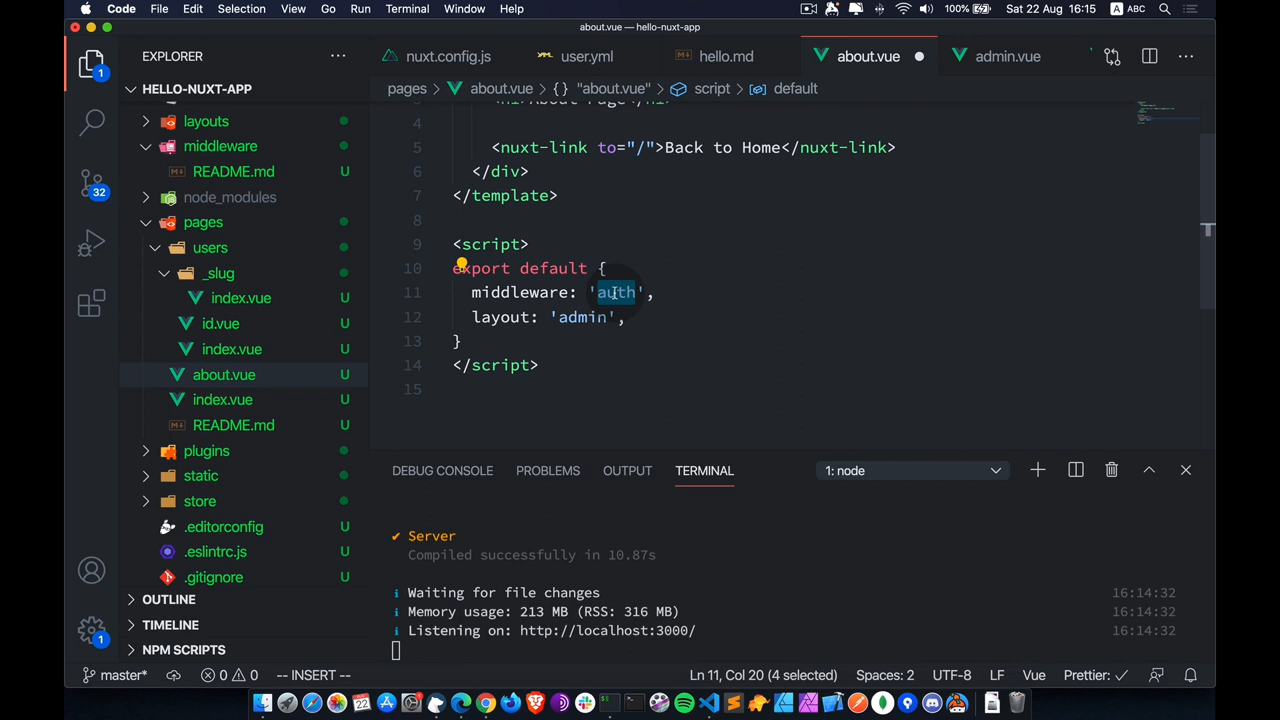 Code File Edit Selection View Go Run Terminal Window Help 100% Sat 22 Aug 16:15 A ABC
about.vue — hello-nuxt-app
EXPLORER
nuxt.config.js user.yml hello.md about.vue admin.vue
1
HELLO-NUXT-APP
pages > about.vue > {} "about.vue" > script > default
layouts
middleware
README.md U
node_modules
pages
users
_slug
index.vue U
id.vue U
index.vue U
about.vue U
index.vue U
README.md U
plugins
static
store
.editorconfig U
.eslintrc.js U
.gitignore U
OUTLINE
TIMELINE
NPM SCRIPTS
32
1
3 <h1>About Page</h1>
4
5 <nuxt-link to="/">Back to Home</nuxt-link>
6 </div>
7 </template>
8
9 <script>
10 export default {
11 middleware: 'auth',
12 layout: 'admin',
13 }
14 </script>
15
DEBUG CONSOLE PROBLEMS OUTPUT TERMINAL 1: node
✔ Server
Compiled successfully in 10.87s
ℹ Waiting for file changes 16:14:32
ℹ Memory usage: 213 MB (RSS: 316 MB) 16:14:32
ℹ Listening on: http://localhost:3000/ 16:14:32
master* 0 0 -- INSERT -- Ln 11, Col 20 (4 selected) Spaces: 2 UTF-8 LF Vue Prettier: ✓
22